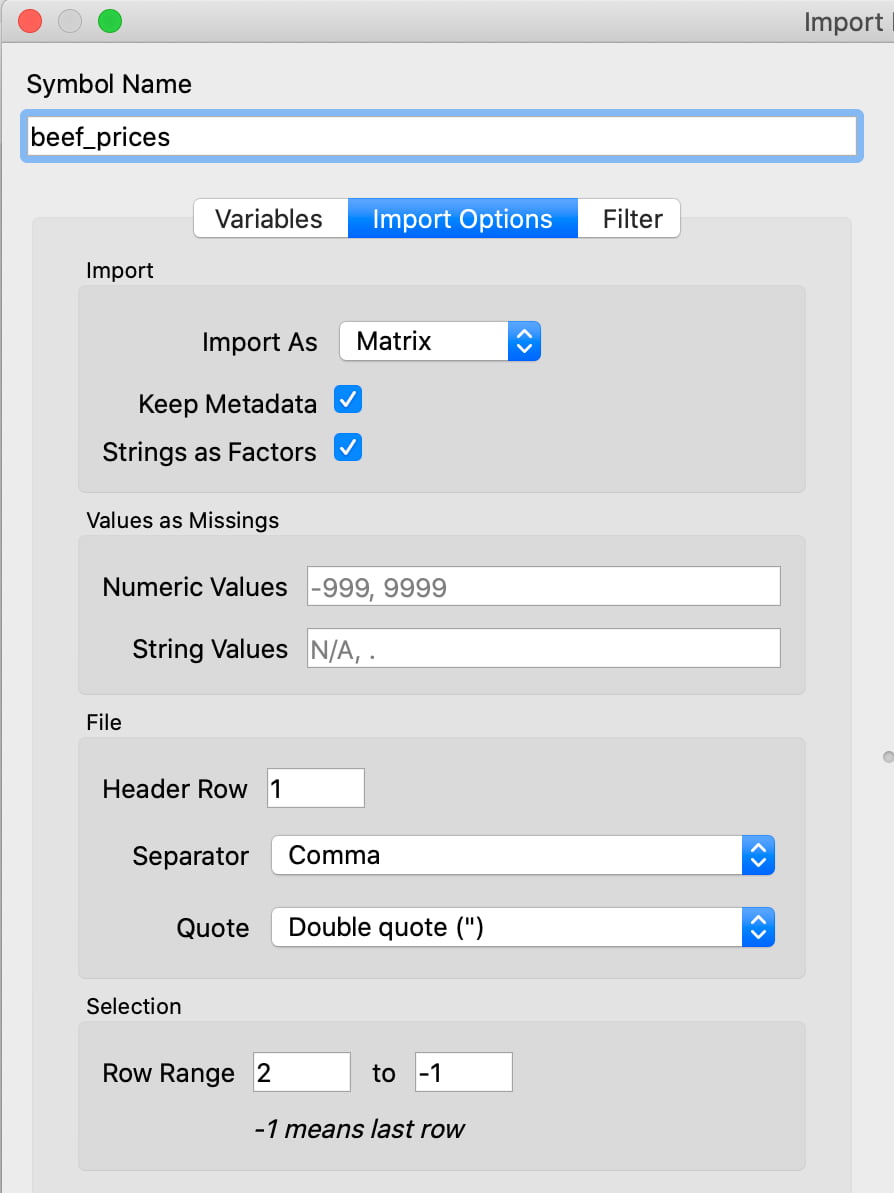 Import
Symbol Name
beef_prices
Variables Import Options Filter
Import
Import As Matrix
Keep Metadata
Strings as Factors
Values as Missings
Numeric Values -999, 9999
String Values N/A, .
File
Header Row 1
Separator Comma
Quote Double quote (")
Selection
Row Range 2 to -1
-1 means last row